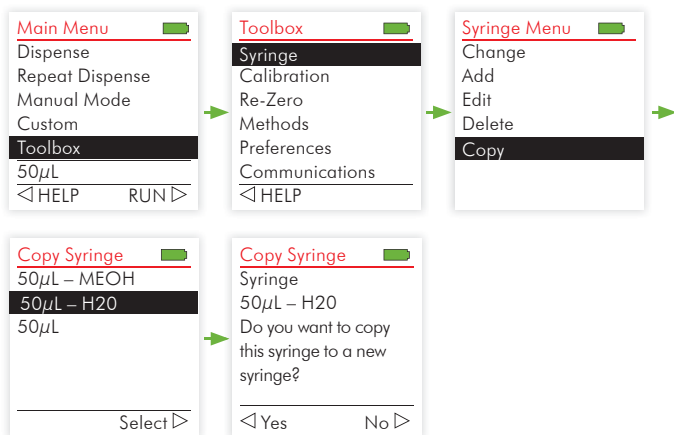 Main Menu
Dispense
Repeat Dispense
Manual Mode
Custom
Toolbox
50µL
◁ HELP RUN ▷
Toolbox
Syringe
Calibration
Re-Zero
Methods
Preferences
Communications
◁ HELP
Syringe Menu
Change
Add
Edit
Delete
Copy
Copy Syringe
50µL – MEOH
50µL – H20
50µL
Select ▷
Copy Syringe
Syringe
50µL – H20
Do you want to copy
this syringe to a new
syringe?
◁ Yes No ▷